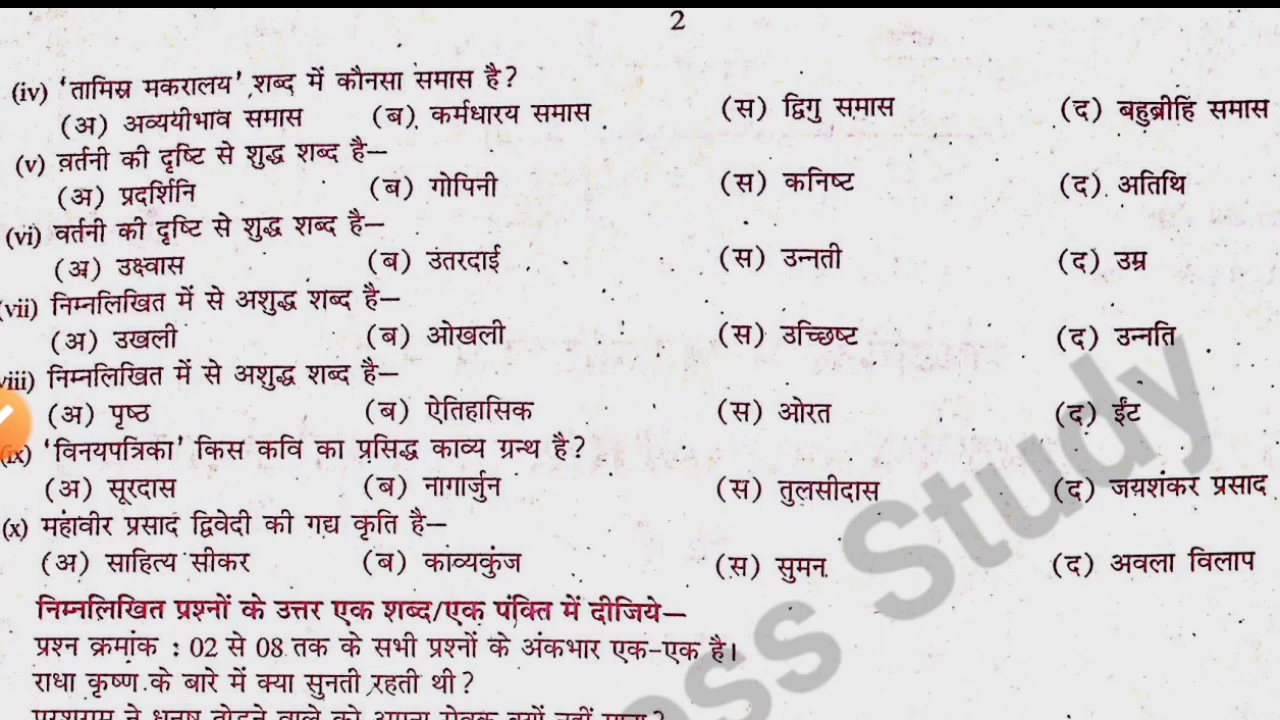 2
(iv) 'तामिस्र मकरालय' शब्द में कौनसा समास है?
(अ) अव्ययीभाव समास (ब) कर्मधारय समास (स) द्विगु समास (द) बहुब्रीहि समास
(v) वर्तनी की दृष्टि से शुद्ध शब्द है—
(अ) प्रदर्शिनि (ब) गोपिनी (स) कनिष्ट (द) अतिथि
(vi) वर्तनी की दृष्टि से शुद्ध शब्द है—
(अ) उक्ष्वास (ब) उतरदाई (स) उन्नती (द) उम्र
(vii) निम्नलिखित में से अशुद्ध शब्द है—
(अ) उखली (ब) ओखली (स) उच्छिष्ट (द) उन्नति
viii) निम्नलिखित में से अशुद्ध शब्द है—
(अ) पृष्ठ (ब) ऐतिहासिक (स) ओरत (द) ईंट
(ix) 'विनयपत्रिका' किस कवि का प्रसिद्ध काव्य ग्रन्थ है?
(अ) सूरदास (ब) नागार्जुन (स) तुलसीदास (द) जयशंकर प्रसाद
(x) महावीर प्रसाद द्विवेदी की गद्य कृति है—
(अ) साहित्य सीकर (ब) काव्यकुंज (स) सुमन (द) अवला विलाप
निम्नलिखित प्रश्नों के उत्तर एक शब्द/एक पंक्ति में दीजिये—
प्रश्न क्रमांक : 02 से 08 तक के सभी प्रश्नों के अंकभार एक-एक है।
राधा कृष्ण के बारे में क्या सुनती रहती थी?
ess Study